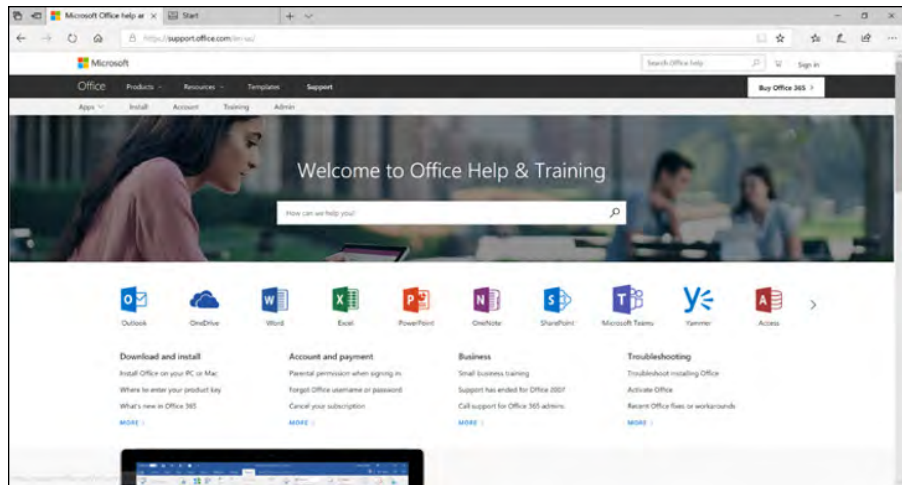 Microsoft Office help ar
Start
https://support.office.com/en-us/
Microsoft
Search Office help
Sign in
Office
Products
Resources
Templates
Support
Buy Office 365 >
Apps
Install
Account
Training
Admin
Welcome to Office Help & Training
How can we help you?
Outlook
OneDrive
Word
Excel
PowerPoint
OneNote
SharePoint
Microsoft Teams
Yammer
Access
Download and install
Install Office on your PC or Mac
Where to enter your product key
What's new in Office 365
MORE >
Account and payment
Parental permission when signing in
Forgot Office username or password
Cancel your subscription
MORE >
Business
Small business training
Support has ended for Office 2007
Call support for Office 365 admins
MORE >
Troubleshooting
Troubleshoot installing Office
Activate Office
Recent Office fixes or workarounds
MORE >